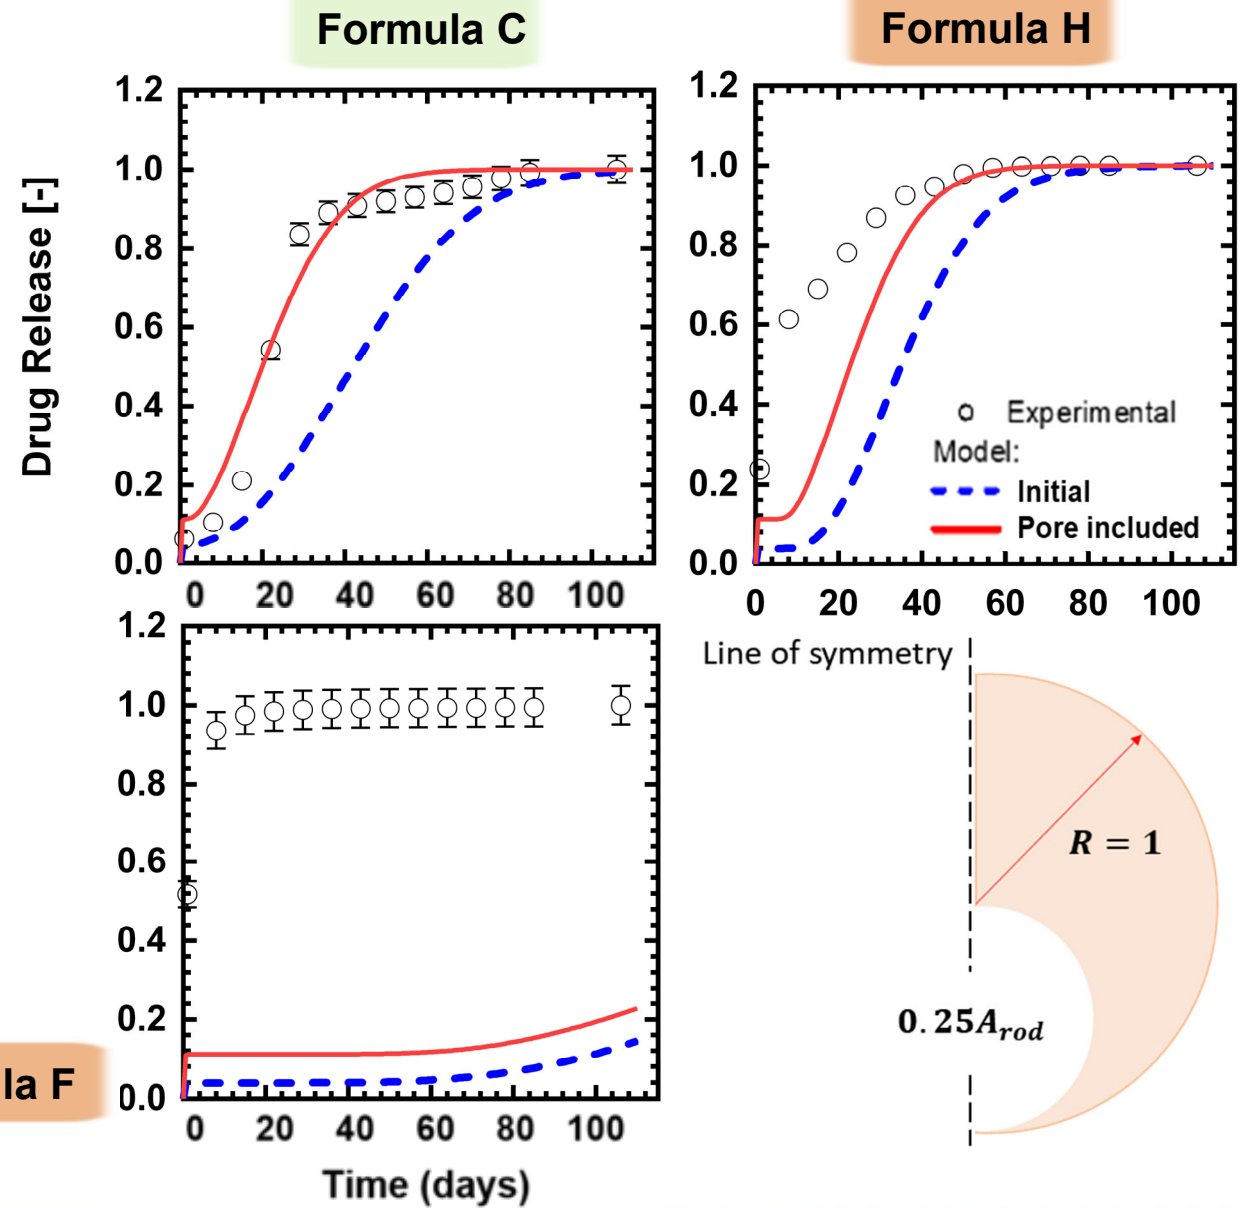 Formula C
Formula H
Drug Release [-]
1.2
1.0
0.8
0.6
0.4
0.2
0.0
0 20 40 60 80 100
1.2
1.0
0.8
0.6
0.4
0.2
0.0
0 20 40 60 80 100
Experimental
Model:
Initial
Pore included
la F
1.2
1.0
0.8
0.6
0.4
0.2
0.0
0 20 40 60 80 100
Time (days)
Line of symmetry
R = 1
0.25A_rod